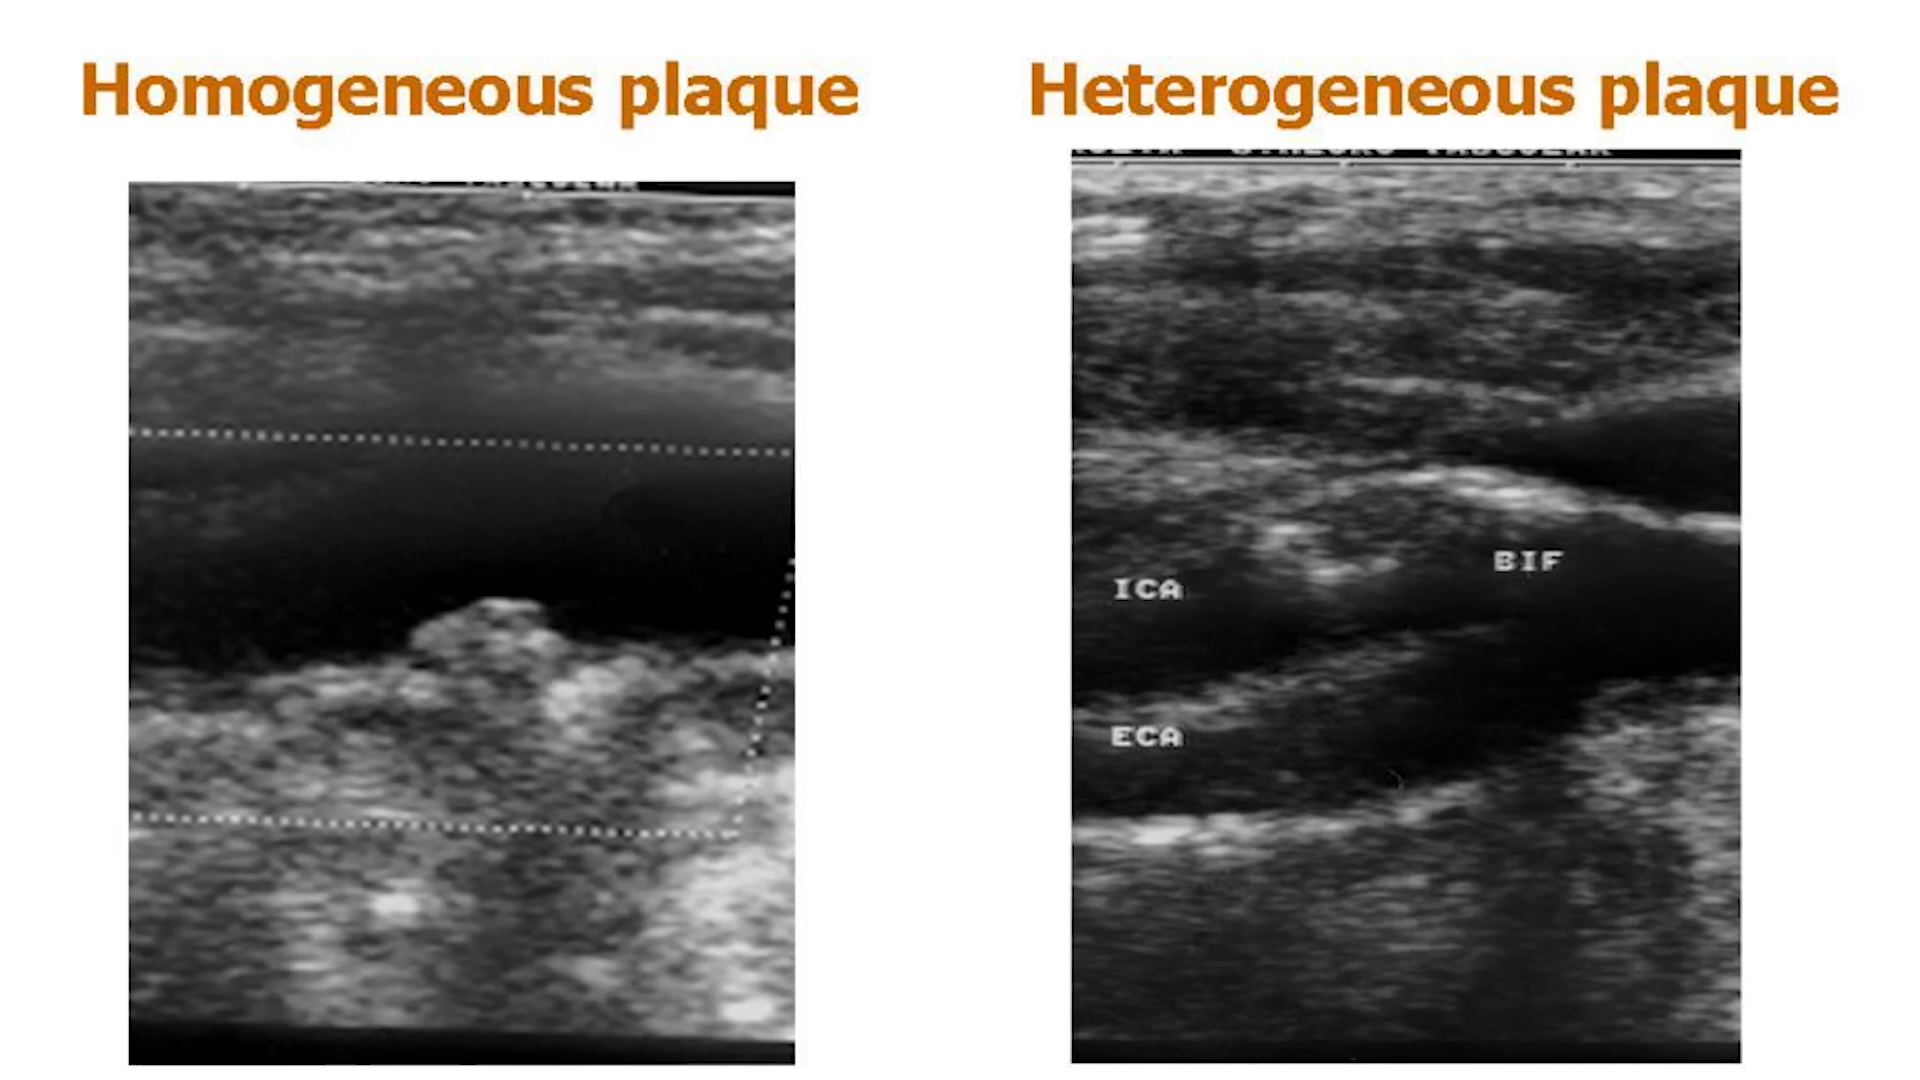 Homogeneous plaque
Heterogeneous plaque
ICA
BIF
ECA